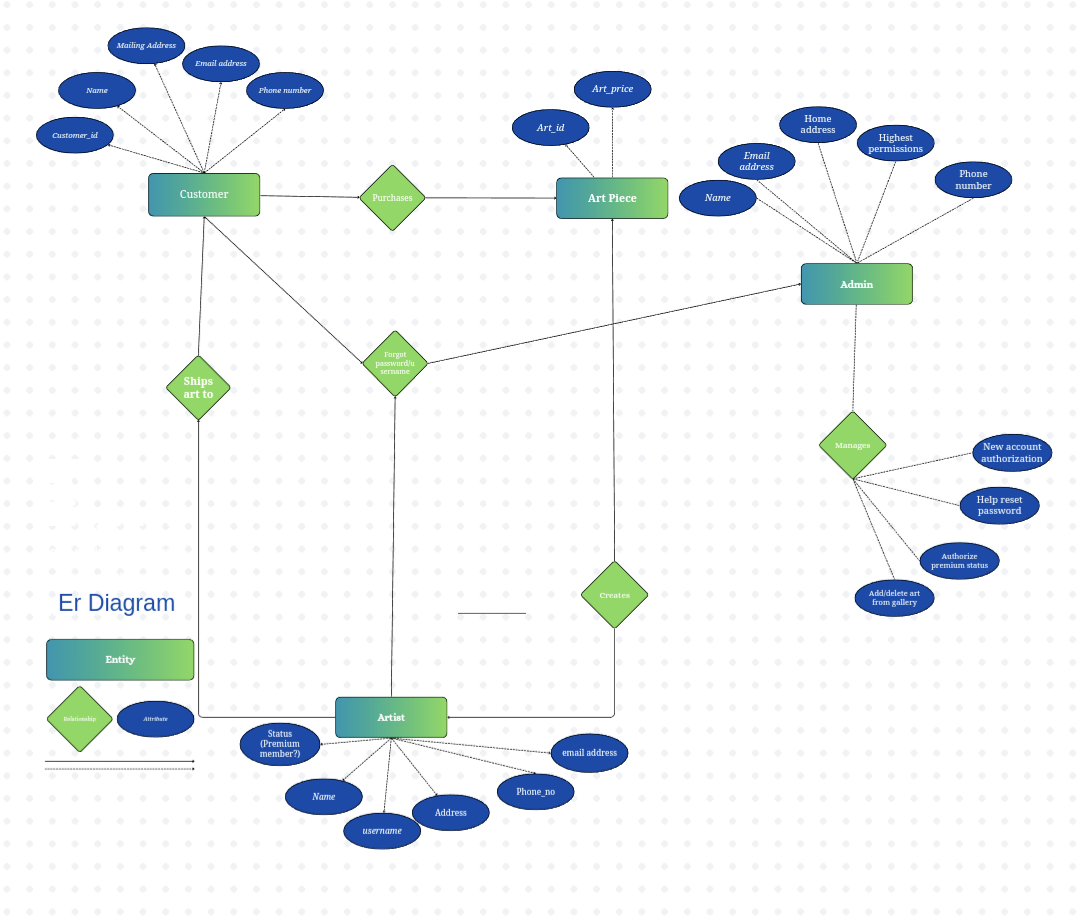 Mailing Address
Email address
Name
Phone number
Customer_id
Customer
Purchases
Art_price
Art_id
Art Piece
Home
address
Highest
permissions
Email
address
Phone
number
Name
Admin
Forgot
password/u
sername
Ships
art to
Manages
New account
authorization
Help reset
password
Authorize
premium status
Add/delete art
from gallery
Creates
Er Diagram
Entity
Relationship
Attribute
Artist
Status
(Premium
member?)
email address
Name
Phone_no
Address
username